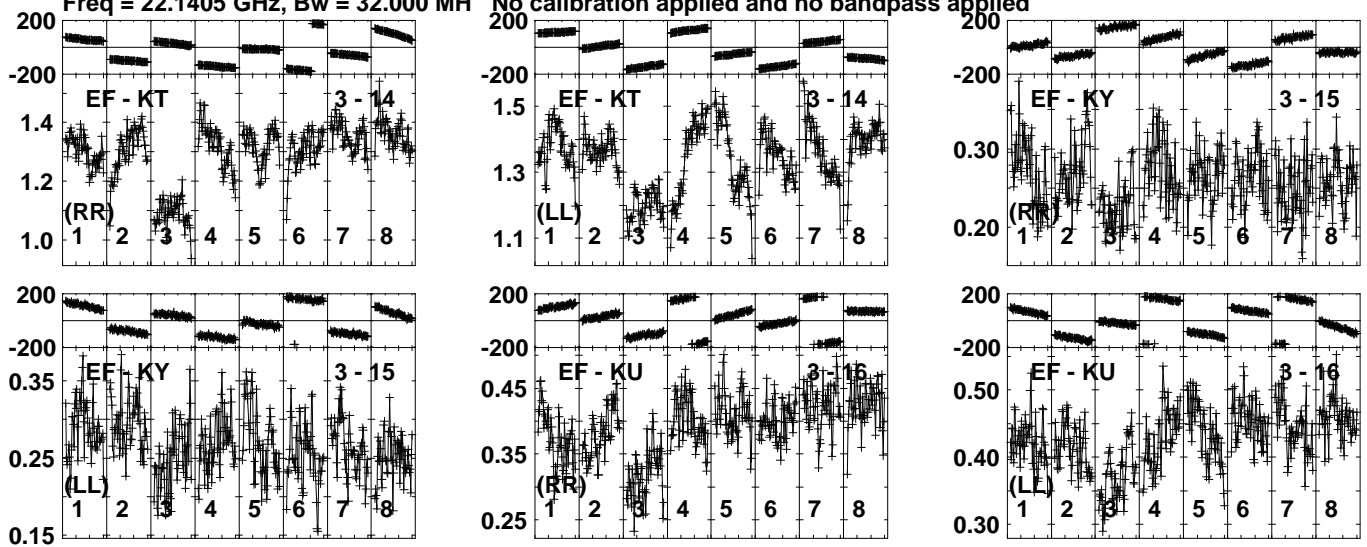 Freq = 22.1405 GHz, Bw = 32.000 MH No calibration applied and no bandpass applied
200 200 200
-200 -200 -200
EF - KT 3 - 14 EF - KT 3 - 14 EF - KY 3 - 15
1.5
1.4 0.30
1.3
1.2
(RR) (LL) (RR) 0.20
1.0 1 2 3 4 5 6 7 8 1.1 1 2 3 4 5 6 7 8 1 2 3 4 5 6 7 8
200 200 200
-200 -200 -200
EF - KY 3 - 15 EF - KU 3 - 16 EF - KU 3 - 16
0.35 0.45 0.50
0.25 0.35 0.40
(LL) (RR) (LL)
1 2 3 4 5 6 7 8 1 2 3 4 5 6 7 8 1 2 3 4 5 6 7 8
0.15 0.25 0.30